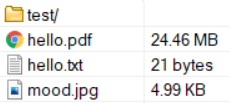 test/
hello.pdf 24.46 MB
hello.txt 21 bytes
mood.jpg 4.99 KB